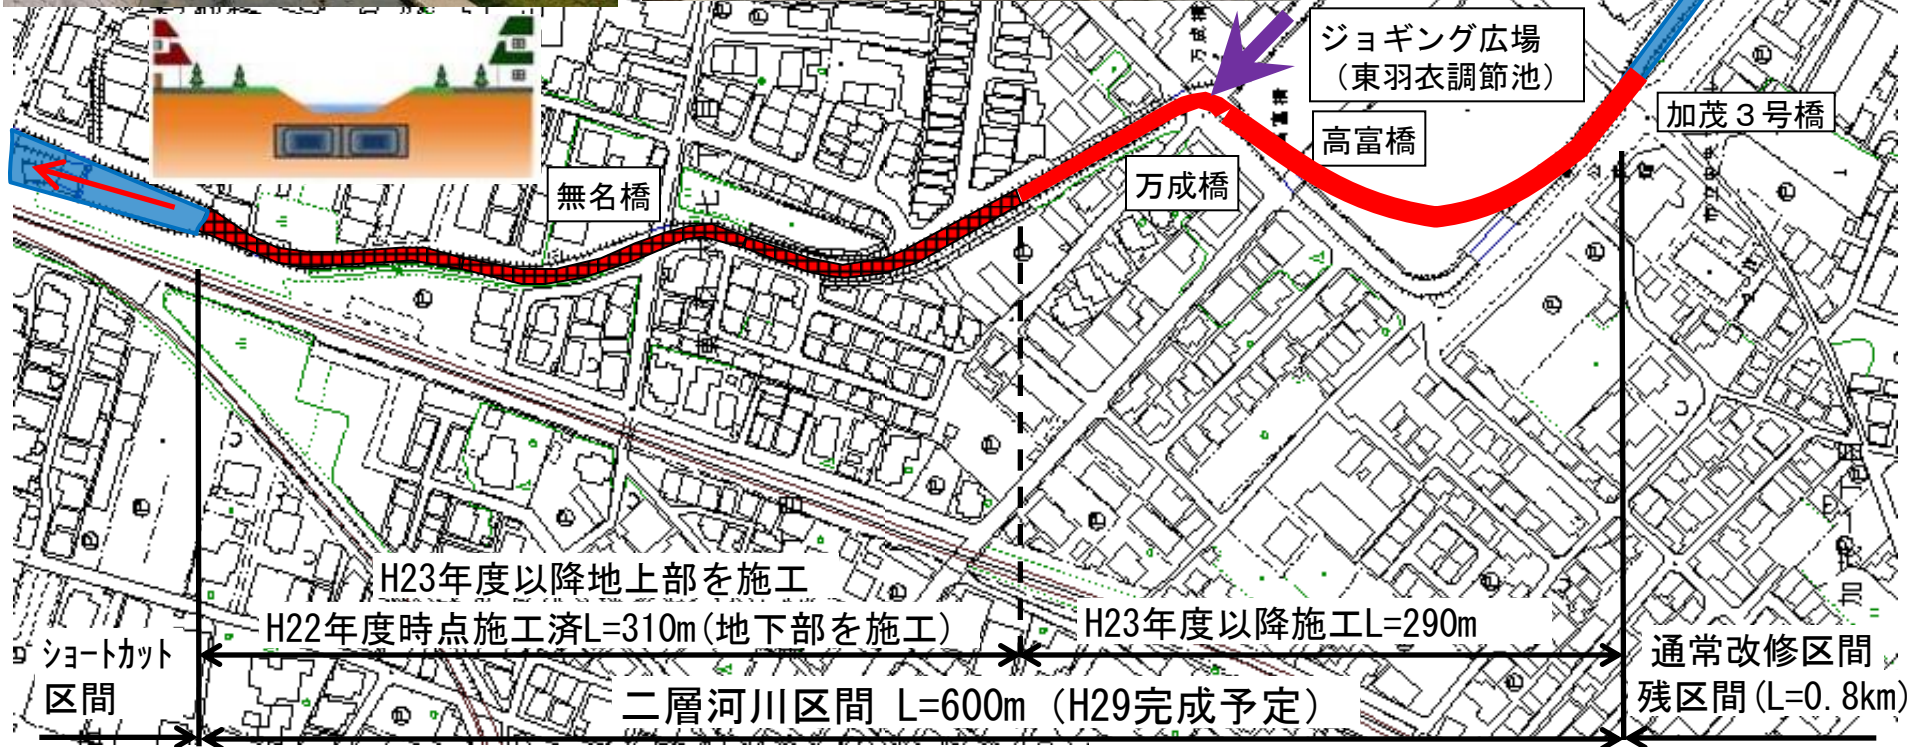 ジョギング広場
（東羽衣調節池）
加茂３号橋
高富橋
万成橋
無名橋
H23年度以降地上部を施工
H22年度時点施工済L=310m(地下部を施工)
H23年度以降施工L=290m
ショートカット
区間
二層河川区間 L=600m（H29完成予定）
通常改修区間
残区間(L=0.8km)